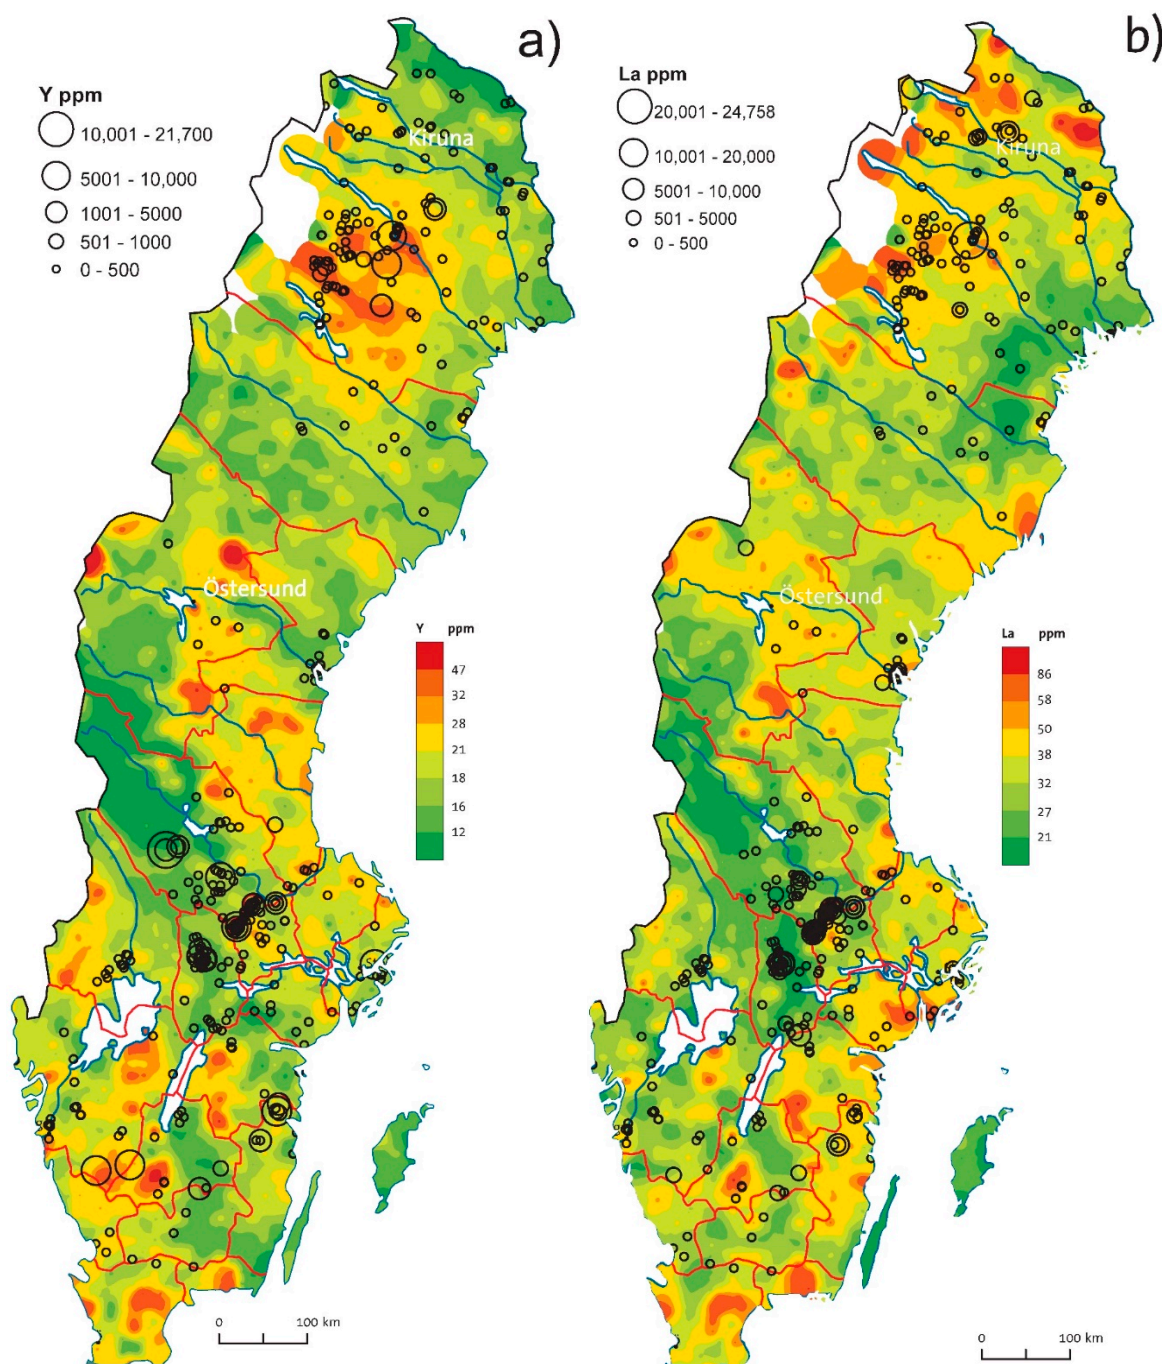 a)
Y ppm
10,001 - 21,700
5001 - 10,000
1001 - 5000
501 - 1000
0 - 500
Kiruna
Östersund
Y ppm
47
32
28
21
18
16
12
0 100 km
b)
La ppm
20,001 - 24,758
10,001 - 20,000
5001 - 10,000
501 - 5000
0 - 500
Kiruna
Östersund
La ppm
86
58
50
38
32
27
21
0 100 km